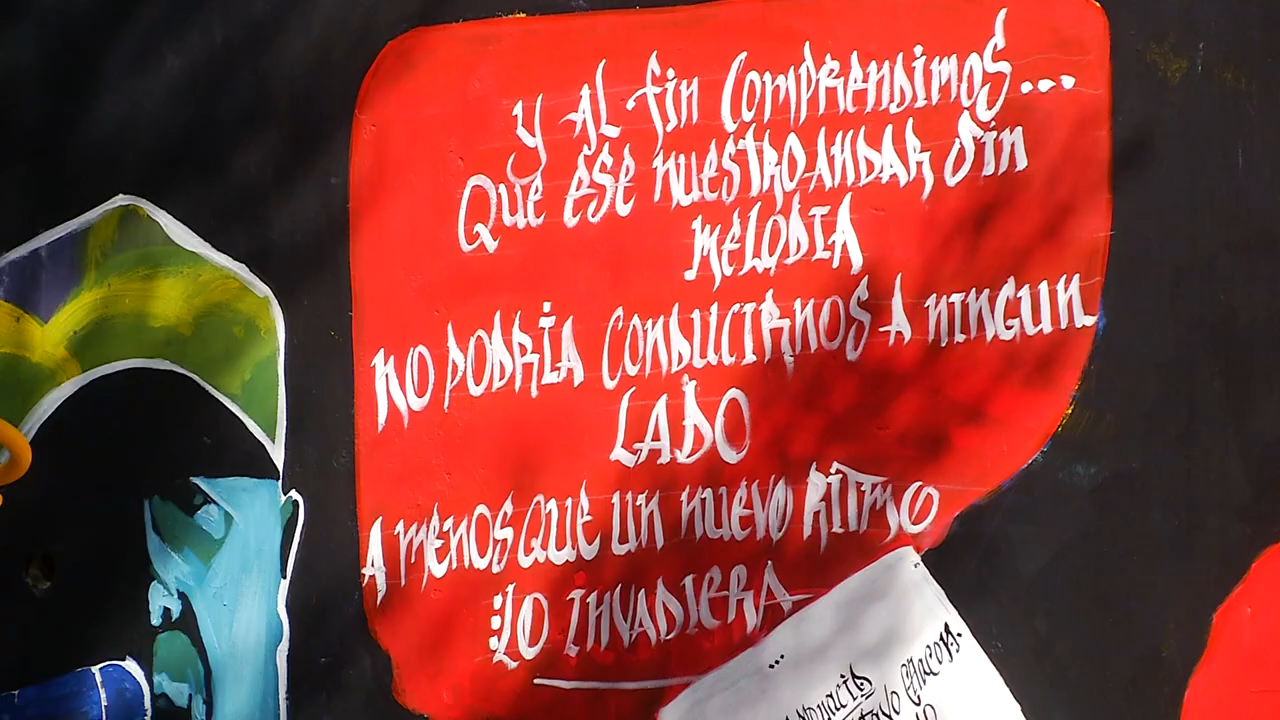 Y AL fin COMPRENDIMOS...
QUE ESE NUESTRO ANDAR SIN
MELODIA
NO PODRÍA CONDUCIRNOS A NINGUN
LADO
A MENOS QUE UN NUEVO RITMO
LO INVADIERA
...